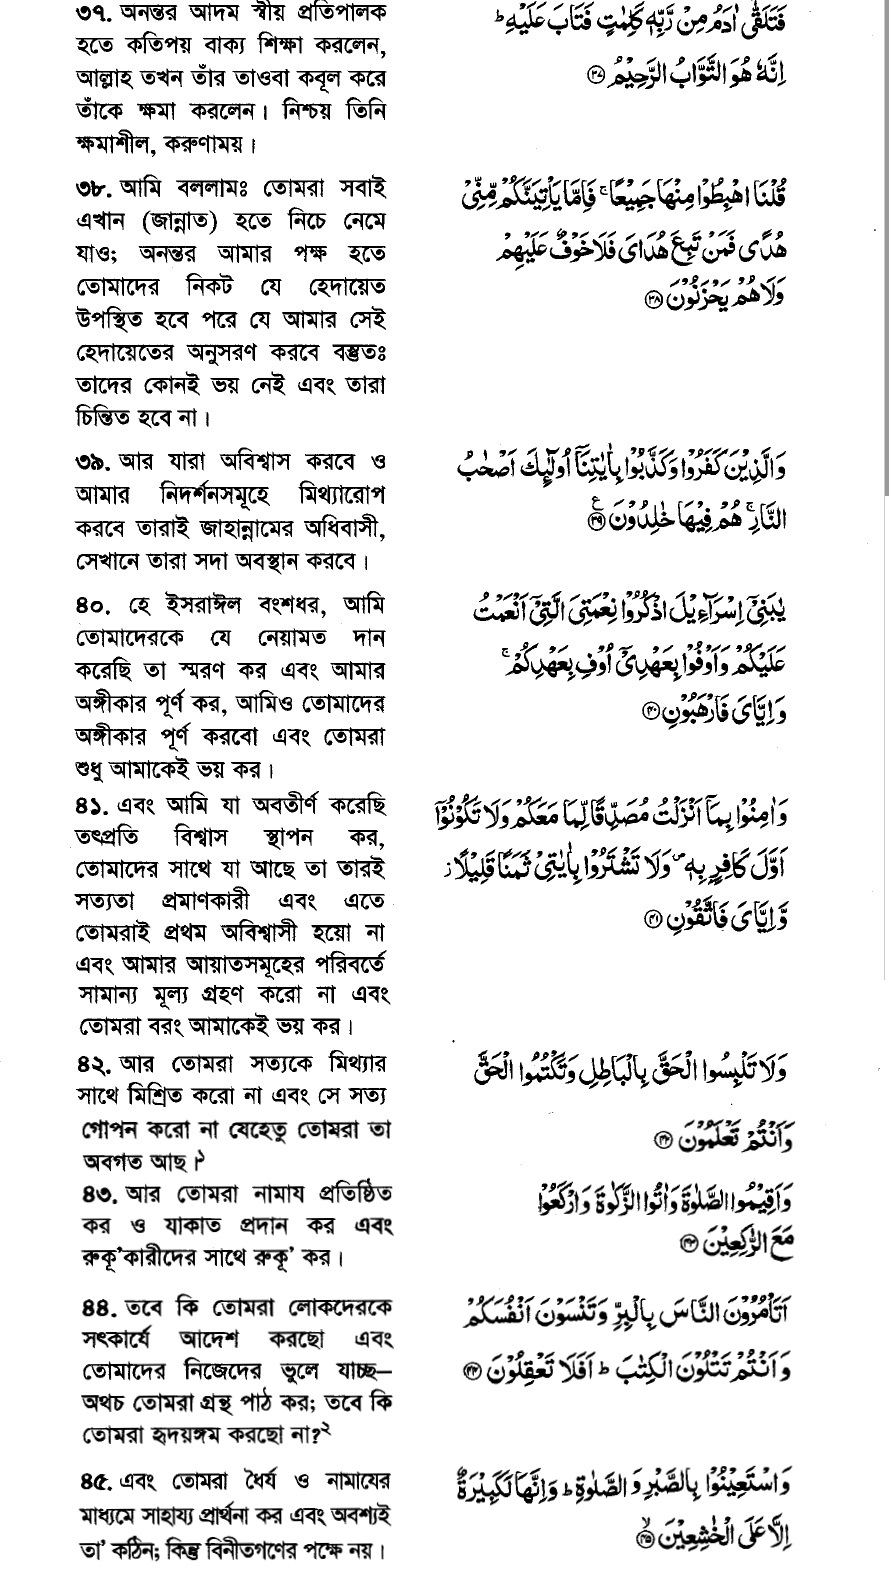 ৩৭. অনন্তর আদম স্বীয় প্রতিপালক
হতে কতিপয় বাক্য শিক্ষা করলেন,
আল্লাহ তখন তাঁর তাওবা কবূল করে
তাঁকে ক্ষমা করলেন। নিশ্চয় তিনি
ক্ষমাশীল, করুণাময়।
فَتَلَقّٰۤى اٰدَمُ مِنْ رَّبِّهٖ كَلِمٰتٍ فَتَابَ عَلَيْهِ ؕ
اِنَّهٗ هُوَ التَّوَّابُ الرَّحِيْمُ ﴿۳۷﴾
৩৮. আমি বললামঃ তোমরা সবাই
এখান (জান্নাত) হতে নিচে নেমে
যাও; অনন্তর আমার পক্ষ হতে
তোমাদের নিকট যে হেদায়েত
উপস্থিত হবে পরে যে আমার সেই
হেদায়েতের অনুসরণ করবে বস্তুতঃ
তাদের কোনই ভয় নেই এবং তারা
চিন্তিত হবে না।
قُلْنَا اهْبِطُوْا مِنْهَا جَمِيْعًا ۚ فَاِمَّا يَاْتِيَنَّكُمْ مِّنِّيْ
هُدًى فَمَنْ تَبِعَ هُدَايَ فَلَا خَوْفٌ عَلَيْهِمْ
وَلَا هُمْ يَحْزَنُوْنَ ﴿۳۸﴾
৩৯. আর যারা অবিশ্বাস করবে ও
আমার নিদর্শনসমূহে মিথ্যারোপ
করবে তারাই জাহান্নামের অধিবাসী,
সেখানে তারা সদা অবস্থান করবে।
وَالَّذِيْنَ كَفَرُوْا وَكَذَّبُوْا بِاٰيٰتِنَاۤ اُولٰٓئِكَ اَصْحٰبُ
النَّارِ ۚ هُمْ فِيْهَا خٰلِدُوْنَ ﴿۳۹﴾ ع
৪০. হে ইসরাঈল বংশধর, আমি
তোমাদেরকে যে নেয়ামত দান
করেছি তা স্মরণ কর এবং আমার
অঙ্গীকার পূর্ণ কর, আমিও তোমাদের
অঙ্গীকার পূর্ণ করবো এবং তোমরা
শুধু আমাকেই ভয় কর।
يٰبَنِيْۤ اِسْرَآءِيْلَ اذْكُرُوْا نِعْمَتِيَ الَّتِيْۤ اَنْعَمْتُ
عَلَيْكُمْ وَاَوْفُوْا بِعَهْدِيْۤ اُوْفِ بِعَهْدِكُمْ ۚ
وَاِيَّايَ فَارْهَبُوْنِ ﴿۴۰﴾
৪১. এবং আমি যা অবতীর্ণ করেছি
তৎপ্রতি বিশ্বাস স্থাপন কর,
তোমাদের সাথে যা আছে তা তারই
সত্যতা প্রমাণকারী এবং এতে
তোমরাই প্রথম অবিশ্বাসী হয়ো না
এবং আমার আয়াতসমূহের পরিবর্তে
সামান্য মূল্য গ্রহণ করো না এবং
তোমরা বরং আমাকেই ভয় কর।
وَاٰمِنُوْا بِمَاۤ اَنْزَلْتُ مُصَدِّقًا لِّمَا مَعَكُمْ وَلَا تَكُوْنُوْۤا
اَوَّلَ كَافِرٍۭ بِهٖ ۪ وَلَا تَشْتَرُوْا بِاٰيٰتِيْ ثَمَنًا قَلِيْلًا ؗ
وَّاِيَّايَ فَاتَّقُوْنِ ﴿۴۱﴾
৪২. আর তোমরা সত্যকে মিথ্যার
সাথে মিশ্রিত করো না এবং সে সত্য
গোপন করো না যেহেতু তোমরা তা
অবগত আছ।১
وَلَا تَلْبِسُوا الْحَقَّ بِالْبَاطِلِ وَتَكْتُمُوا الْحَقَّ
وَاَنْتُمْ تَعْلَمُوْنَ ﴿۴۲﴾
৪৩. আর তোমরা নামায প্রতিষ্ঠিত
কর ও যাকাত প্রদান কর এবং
রুকূ'কারীদের সাথে রুকূ' কর।
وَاَقِيْمُوا الصَّلٰوةَ وَاٰتُوا الزَّكٰوةَ وَارْكَعُوْا
مَعَ الرّٰكِعِيْنَ ﴿۴۳﴾
৪৪. তবে কি তোমরা লোকদেরকে
সৎকার্যে আদেশ করছো এবং
তোমাদের নিজেদের ভুলে যাচ্ছ–
অথচ তোমরা গ্রন্থ পাঠ কর; তবে কি
তোমরা হৃদয়ঙ্গম করছো না?২
اَتَاْمُرُوْنَ النَّاسَ بِالْبِرِّ وَتَنْسَوْنَ اَنْفُسَكُمْ
وَاَنْتُمْ تَتْلُوْنَ الْكِتٰبَ ؕ اَفَلَا تَعْقِلُوْنَ ﴿۴۴﴾
৪৫. এবং তোমরা ধৈর্য ও নামাযের
মাধ্যমে সাহায্য প্রার্থনা কর এবং অবশ্যই
তা' কঠিন; কিন্তু বিনীতগণের পক্ষে নয়।
وَاسْتَعِيْنُوْا بِالصَّبْرِ وَالصَّلٰوةِ ؕ وَاِنَّهَا لَكَبِيْرَةٌ
اِلَّا عَلَى الْخٰشِعِيْنَ ﴿۴۵﴾ ۙ